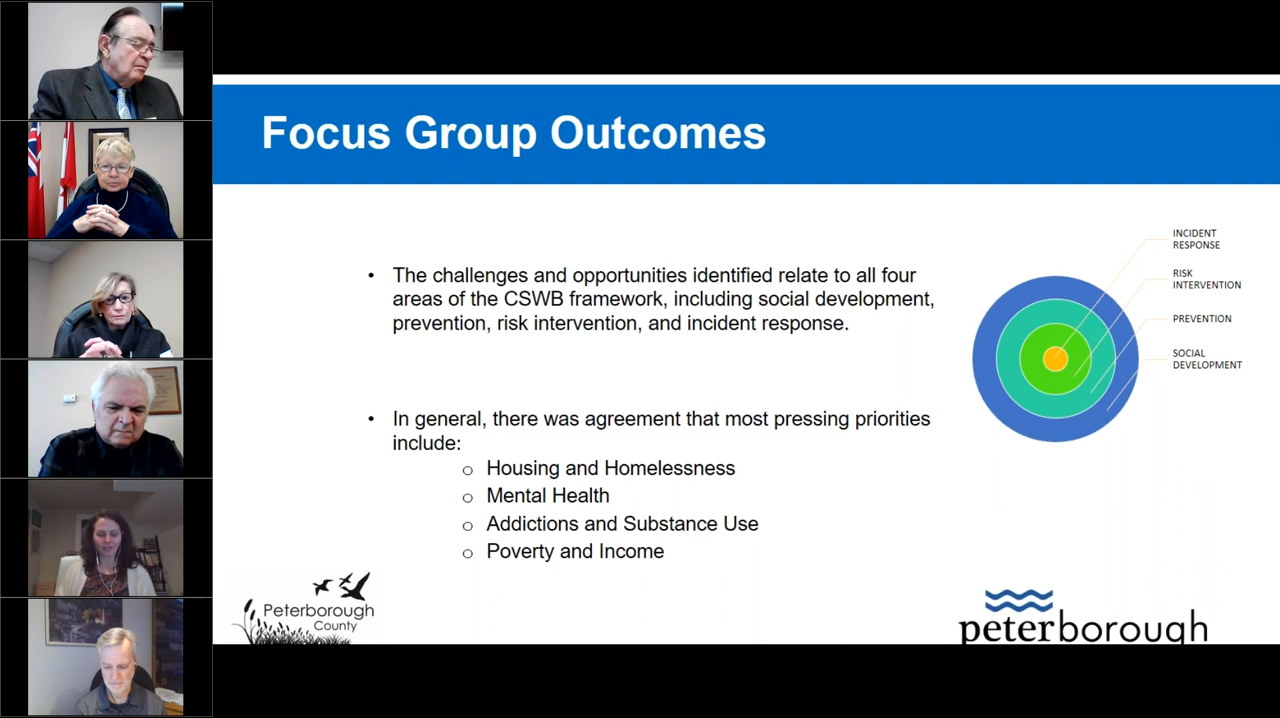 Focus Group Outcomes
• The challenges and opportunities identified relate to all four
areas of the CSWB framework, including social development,
prevention, risk intervention, and incident response.
• In general, there was agreement that most pressing priorities
include:
o Housing and Homelessness
o Mental Health
o Addictions and Substance Use
o Poverty and Income
INCIDENT
RESPONSE
RISK
INTERVENTION
PREVENTION
SOCIAL
DEVELOPMENT
Peterborough
County
peterborough